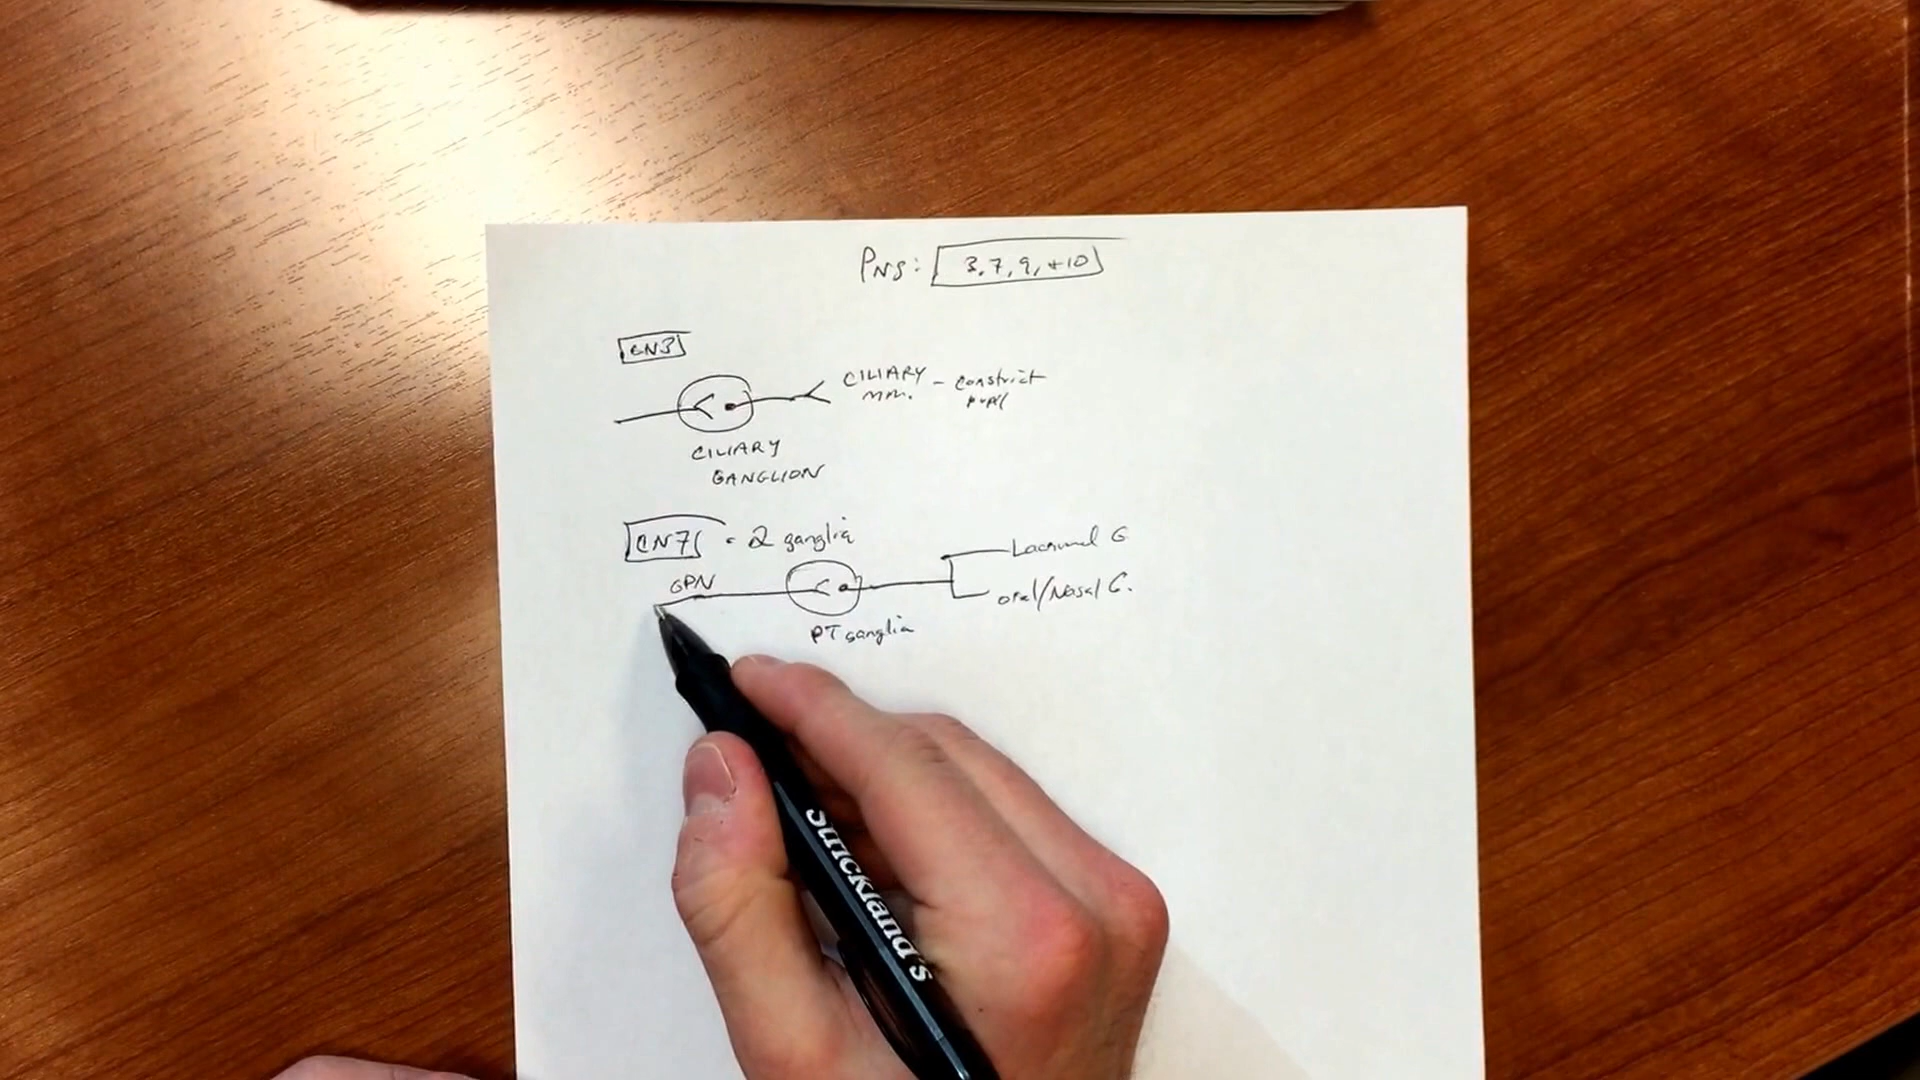 PNS: 3, 7, 9, +10
CN3
CILIARY
MM.
- constrict
pupil
CILIARY
GANGLION
CN7 - 2 ganglia
GPN
Lacrimal G
oral/Nasal G.
PT ganglia
Strickland's